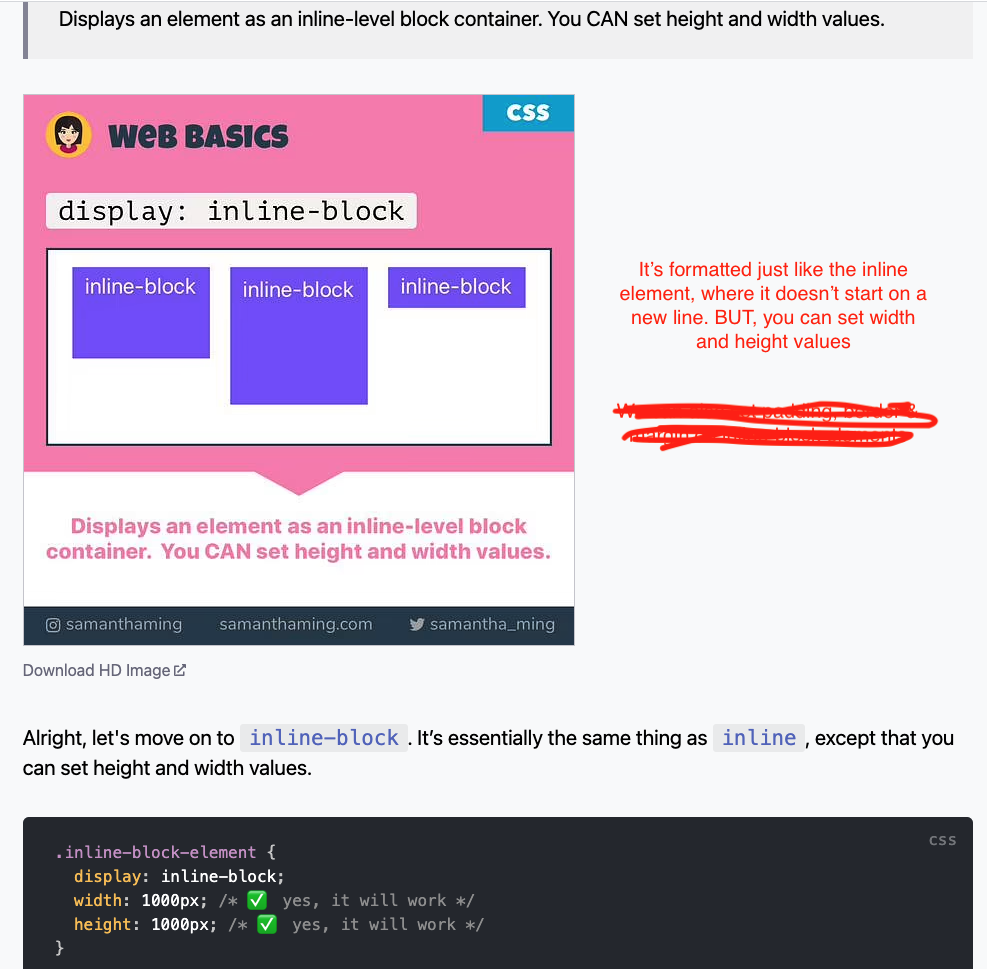 Displays an element as an inline-level block container. You CAN set height and width values.
CSS
WEB BASICS
display: inline-block
inline-block
inline-block
inline-block
It's formatted just like the inline
element, where it doesn't start on a
new line. BUT, you can set width
and height values
padding, border &
margin
Displays an element as an inline-level block
container. You CAN set height and width values.
samanthaming
samanthaming.com
samantha_ming
Download HD Image
Alright, let's move on to inline-block. It’s essentially the same thing as inline, except that you
can set height and width values.
css
.inline-block-element {
display: inline-block;
width: 1000px; /* ✅ yes, it will work */
height: 1000px; /* ✅ yes, it will work */
}